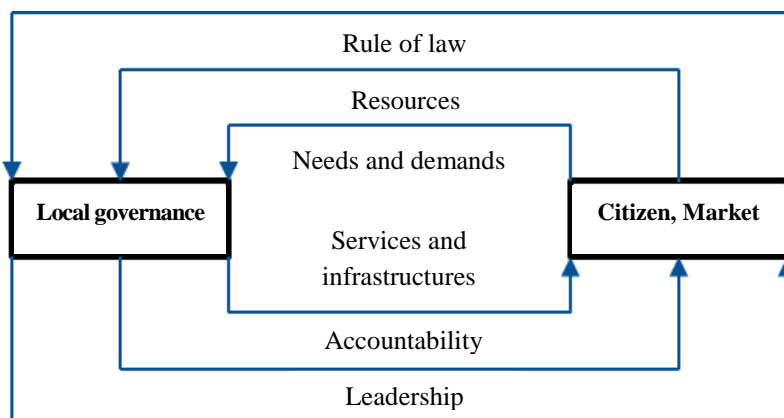 Rule of law
Resources
Needs and demands
Local governance
Citizen, Market
Services and
infrastructures
Accountability
Leadership